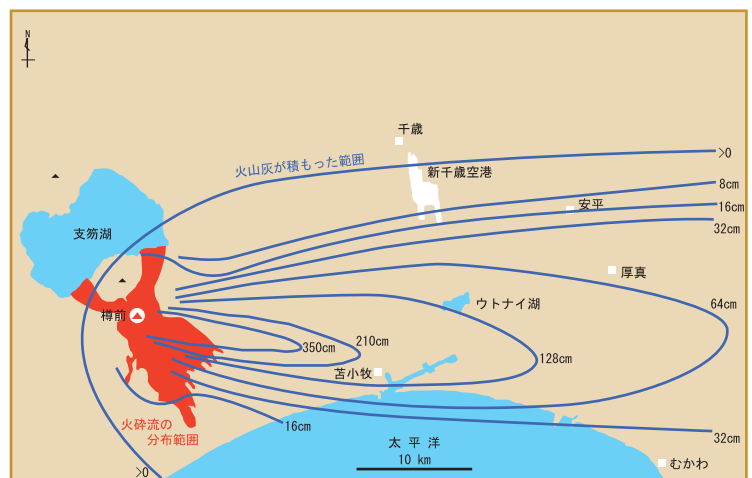 N
千歳
>0
火山灰が積もった範囲
新千歳空港
8cm
安平
16cm
支笏湖
32cm
厚真
ウトナイ湖
64cm
樽前
210cm
350cm
128cm
苫小牧
火砕流の
分布範囲
16cm
32cm
太平洋
10 km
むかわ
>0